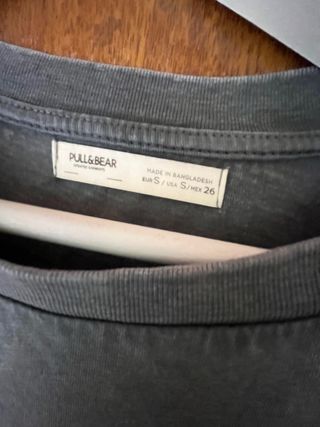 PULL&BEAR
MADE IN BANGLADESH
EUR S / USA S / MEX 26